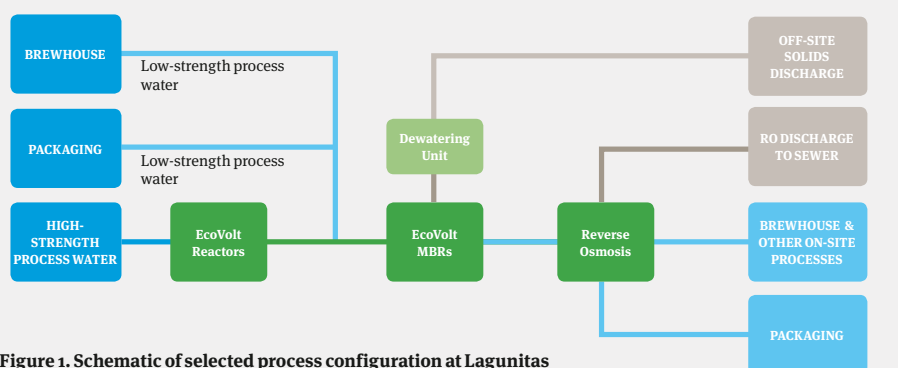 BREWHOUSE
Low-strength process
water
PACKAGING
Low-strength process
water
HIGH-
STRENGTH
PROCESS WATER
EcoVolt
Reactors
Dewatering
Unit
EcoVolt
MBRs
Reverse
Osmosis
OFF-SITE
SOLIDS
DISCHARGE
RO DISCHARGE
TO SEWER
BREWHOUSE &
OTHER ON-SITE
PROCESSES
PACKAGING
Figure 1. Schematic of selected process configuration at Lagunitas